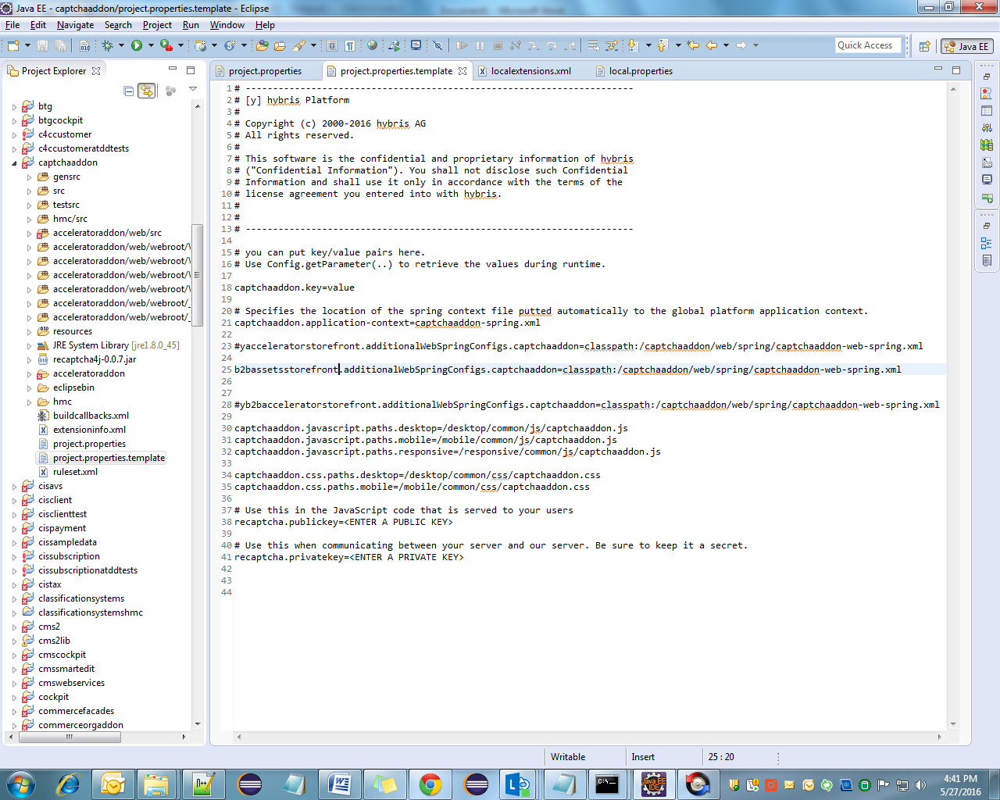 Java EE - captchaaddon/project.properties.template - Eclipse
File Edit Navigate Search Project Run Window Help
Quick Access
Java EE
Project Explorer
project.properties
project.properties.template
localextensions.xml
local.properties
btg
btgcockpit
c4ccustomer
c4ccustomeratddtests
captchaaddon
gensrc
src
testsrc
hmc/src
acceleratoraddon/web/src
acceleratoraddon/web/webroot/\
acceleratoraddon/web/webroot/\
acceleratoraddon/web/webroot/\
acceleratoraddon/web/webroot/\
acceleratoraddon/web/webroot/_
acceleratoraddon/web/webroot/_
resources
JRE System Library [jre1.8.0_45]
recaptcha4j-0.0.7.jar
acceleratoraddon
eclipsebin
hmc
buildcallbacks.xml
extensioninfo.xml
project.properties
project.properties.template
ruleset.xml
cisavs
cisclient
cisclienttest
cispayment
cissampledata
cissubscription
cissubscriptionatddtests
cistax
classificationsystems
classificationsystemshmc
cms2
cms2lib
cmscockpit
cmssmartedit
cmswebservices
cockpit
commercefacades
commerceorgaddon
1 # -----------------------------------------------------------------------
2 # [y] hybris Platform
3 #
4 # Copyright (c) 2000-2016 hybris AG
5 # All rights reserved.
6 #
7 # This software is the confidential and proprietary information of hybris
8 # ("Confidential Information"). You shall not disclose such Confidential
9 # Information and shall use it only in accordance with the terms of the
10 # license agreement you entered into with hybris.
11 #
12 #
13 # -----------------------------------------------------------------------
14
15 # you can put key/value pairs here.
16 # Use Config.getParameter(..) to retrieve the values during runtime.
17
18 captchaaddon.key=value
19
20 # Specifies the location of the spring context file putted automatically to the global platform application context.
21 captchaaddon.application-context=captchaaddon-spring.xml
22
23 #yacceleratorstorefront.additionalWebSpringConfigs.captchaaddon=classpath:/captchaaddon/web/spring/captchaaddon-web-spring.xml
24
25 b2bassetsstorefront.additionalWebSpringConfigs.captchaaddon=classpath:/captchaaddon/web/spring/captchaaddon-web-spring.xml
26
27
28 #yb2bacceleratorstorefront.additionalWebSpringConfigs.captchaaddon=classpath:/captchaaddon/web/spring/captchaaddon-web-spring.xml
29
30 captchaaddon.javascript.paths.desktop=/desktop/common/js/captchaaddon.js
31 captchaaddon.javascript.paths.mobile=/mobile/common/js/captchaaddon.js
32 captchaaddon.javascript.paths.responsive=/responsive/common/js/captchaaddon.js
33
34 captchaaddon.css.paths.desktop=/desktop/common/css/captchaaddon.css
35 captchaaddon.css.paths.mobile=/mobile/common/css/captchaaddon.css
36
37 # Use this in the JavaScript code that is served to your users
38 recaptcha.publickey=<ENTER A PUBLIC KEY>
39
40 # Use this when communicating between your server and our server. Be sure to keep it a secret.
41 recaptcha.privatekey=<ENTER A PRIVATE KEY>
42
43
44
Writable
Insert
25 : 20
4:41 PM
5/27/2016